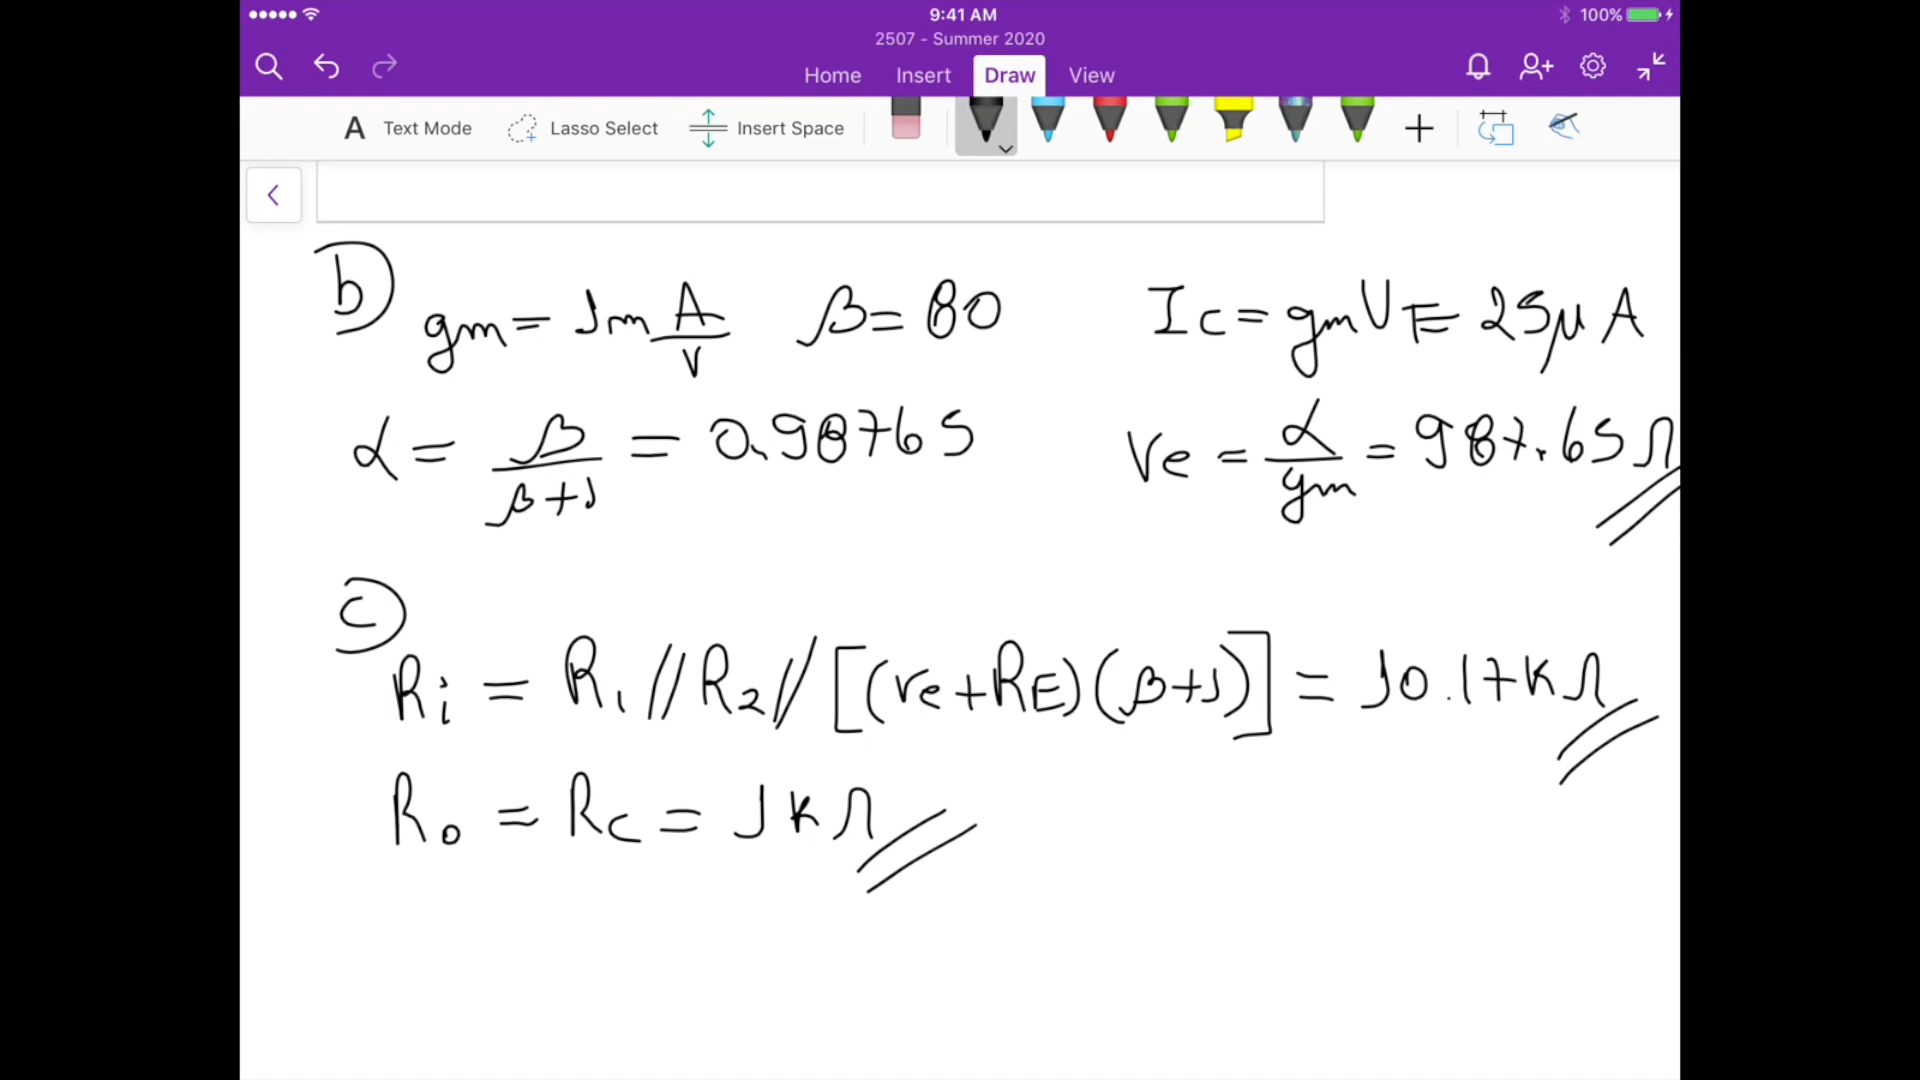 9:41 AM
100%
2507 - Summer 2020
Home Insert Draw View
A Text Mode Lasso Select Insert Space
b) gm = 1m A/V β = 80 Ic = gmVT = 25μA
α = β/(β+1) = 0.98765 re = α/gm = 987.65Ω
c)
Ri = R1 // R2 // [(re+RE)(β+1)] = 10.17kΩ
Ro = Rc = 1kΩ